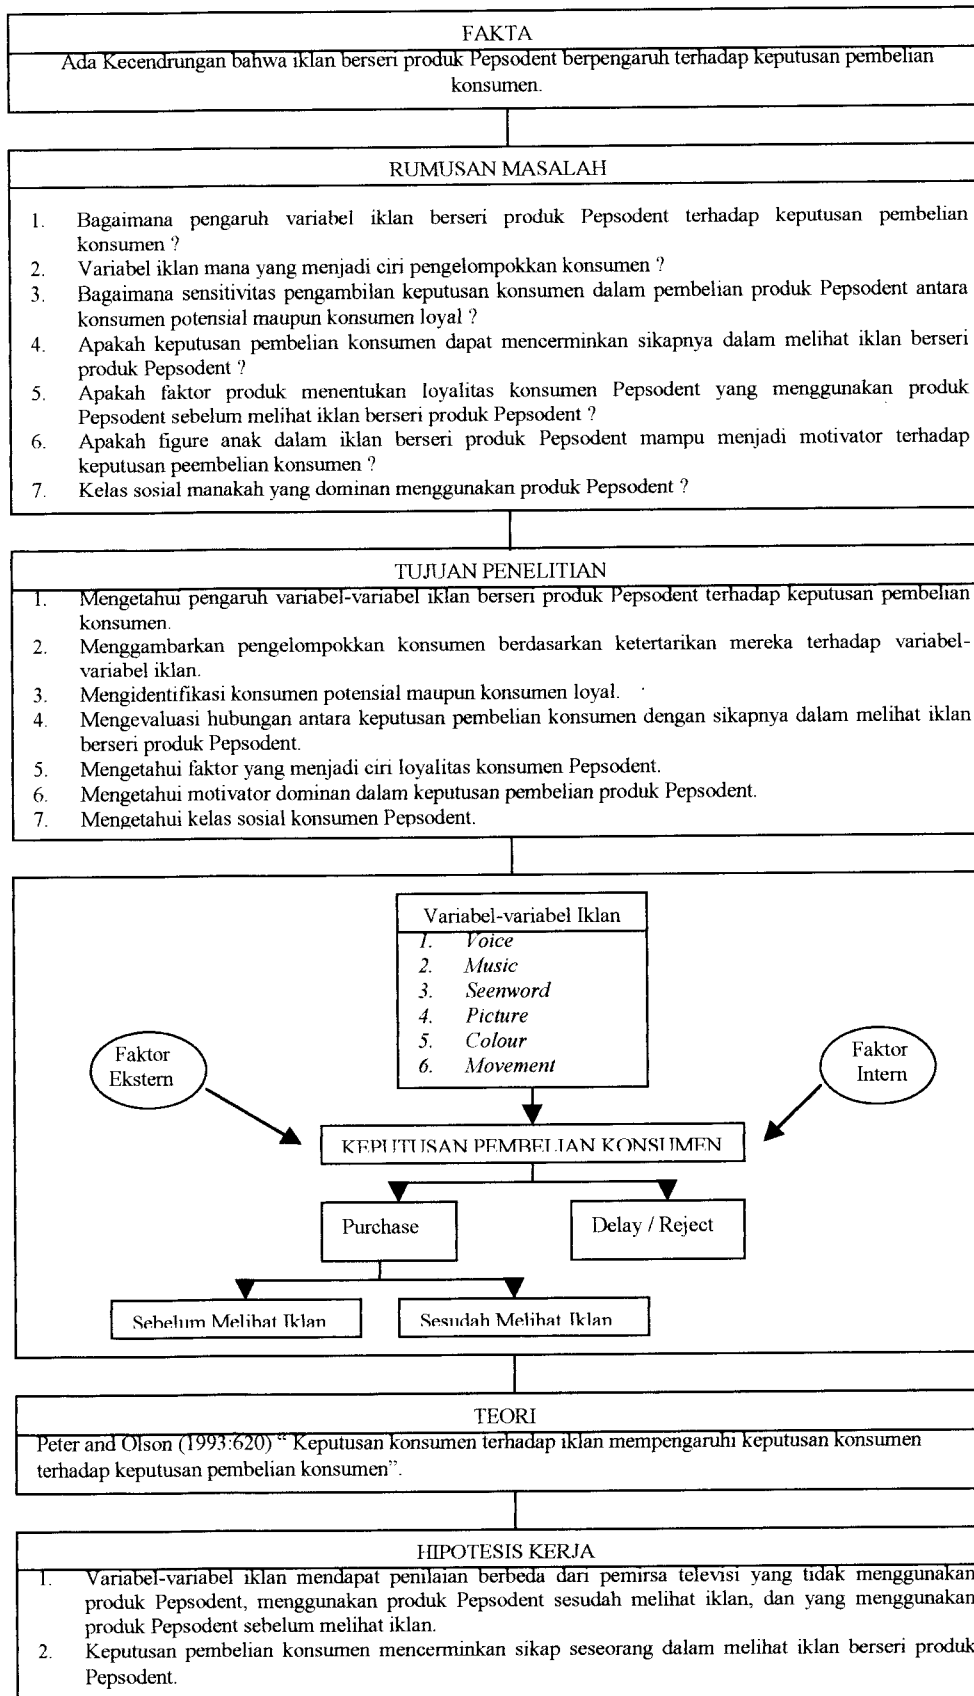 FAKTA
Ada Kecendrungan bahwa iklan berseri produk Pepsodent berpengaruh terhadap keputusan pembelian
konsumen.
RUMUSAN MASALAH
1. Bagaimana pengaruh variabel iklan berseri produk Pepsodent terhadap keputusan pembelian
konsumen ?
2. Variabel iklan mana yang menjadi ciri pengelompokkan konsumen ?
3. Bagaimana sensitivitas pengambilan keputusan konsumen dalam pembelian produk Pepsodent antara
konsumen potensial maupun konsumen loyal ?
4. Apakah keputusan pembelian konsumen dapat mencerminkan sikapnya dalam melihat iklan berseri
produk Pepsodent ?
5. Apakah faktor produk menentukan loyalitas konsumen Pepsodent yang menggunakan produk
Pepsodent sebelum melihat iklan berseri produk Pepsodent ?
6. Apakah figure anak dalam iklan berseri produk Pepsodent mampu menjadi motivator terhadap
keputusan peembelian konsumen ?
7. Kelas sosial manakah yang dominan menggunakan produk Pepsodent ?
TUJUAN PENELITIAN
1. Mengetahui pengaruh variabel-variabel iklan berseri produk Pepsodent terhadap keputusan pembelian
konsumen.
2. Menggambarkan pengelompokkan konsumen berdasarkan ketertarikan mereka terhadap variabel-
variabel iklan.
3. Mengidentifikasi konsumen potensial maupun konsumen loyal.
4. Mengevaluasi hubungan antara keputusan pembelian konsumen dengan sikapnya dalam melihat iklan
berseri produk Pepsodent.
5. Mengetahui faktor yang menjadi ciri loyalitas konsumen Pepsodent.
6. Mengetahui motivator dominan dalam keputusan pembelian produk Pepsodent.
7. Mengetahui kelas sosial konsumen Pepsodent.
Variabel-variabel Iklan
1. Voice
2. Music
3. Seenword
4. Picture
5. Colour
6. Movement
Faktor
Ekstern
Faktor
Intern
KEPUTUSAN PEMBELIAN KONSUMEN
Purchase
Delay / Reject
Sebelum Melihat Iklan
Sesudah Melihat Iklan
TEORI
Peter and Olson (1993:620) “ Keputusan konsumen terhadap iklan mempengaruhi keputusan konsumen
terhadap keputusan pembelian konsumen”.
HIPOTESIS KERJA
1. Variabel-variabel iklan mendapat penilaian berbeda dari pemirsa televisi yang tidak menggunakan
produk Pepsodent, menggunakan produk Pepsodent sesudah melihat iklan, dan yang menggunakan
produk Pepsodent sebelum melihat iklan.
2. Keputusan pembelian konsumen mencerminkan sikap seseorang dalam melihat iklan berseri produk
Pepsodent.